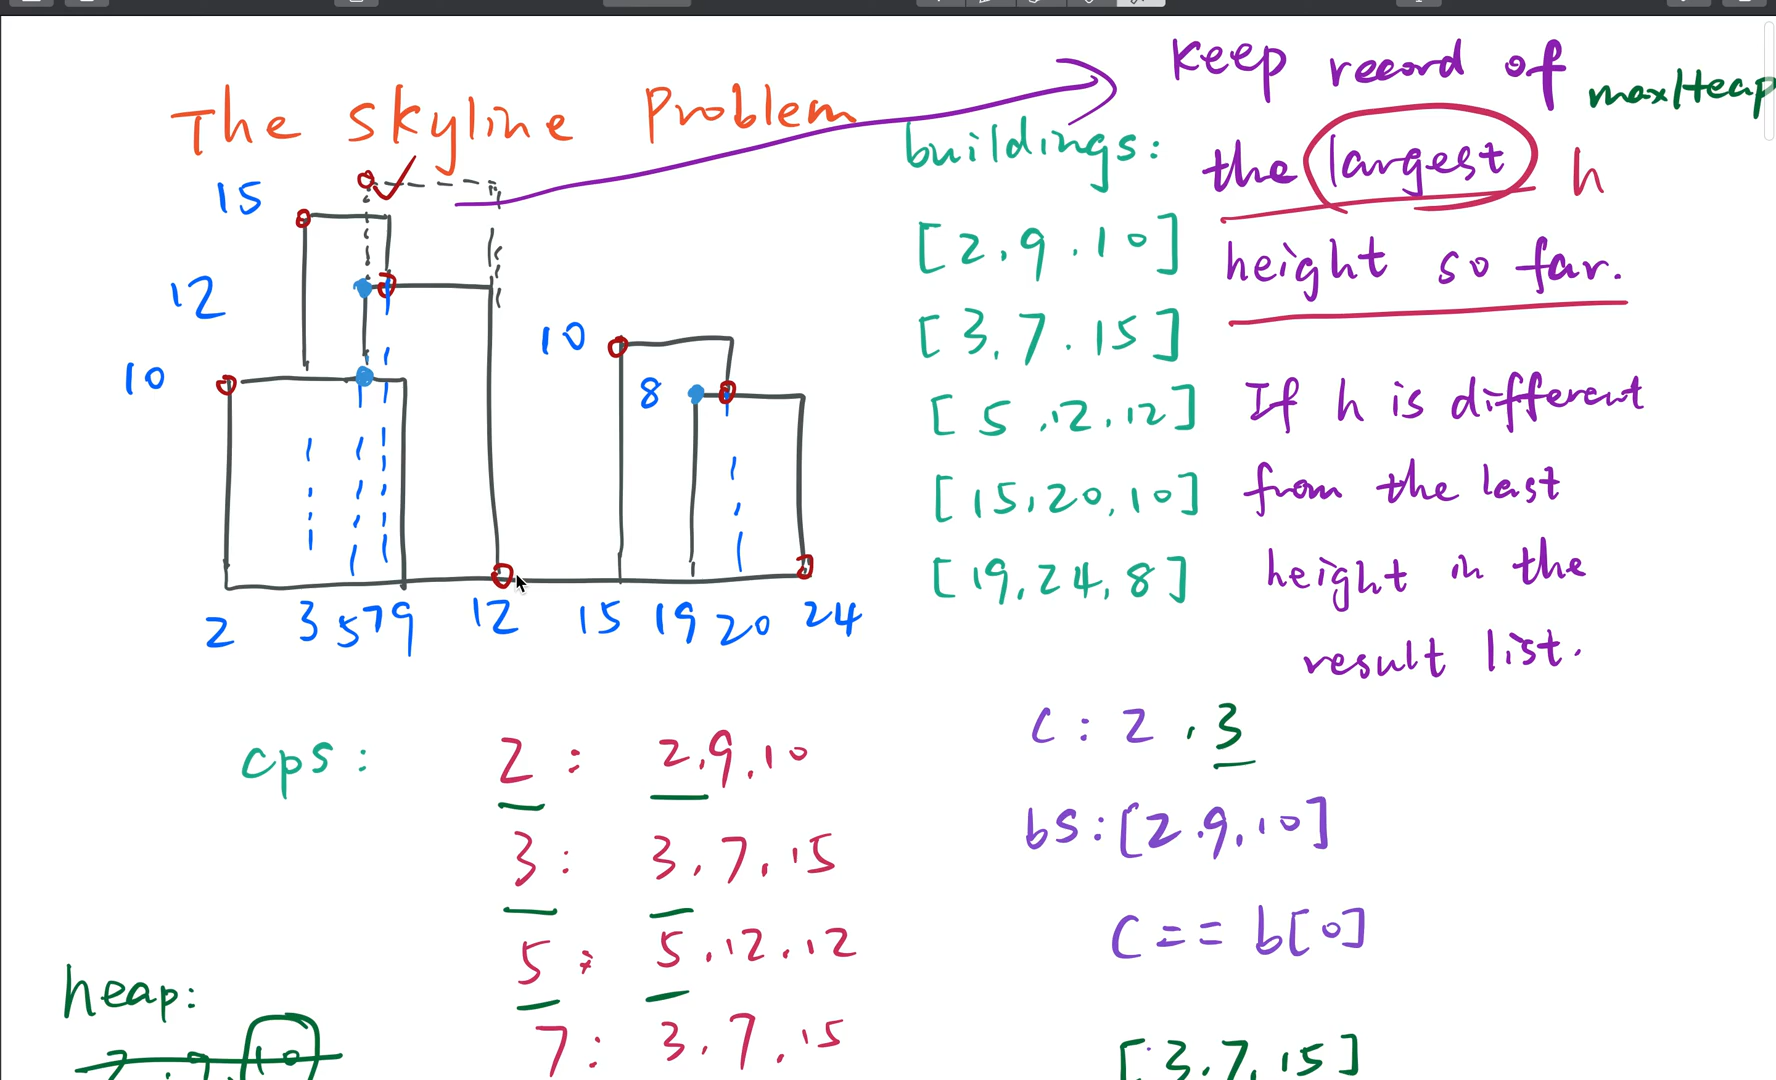 The skyline Problem
15
12
10
10
8
2 3 5 7 9 12 15 19 20 24
buildings:
[2,9.10]
[3,7.15]
[5,12,12]
[15,20,10]
[19,24,8]
Keep record of maxHeap
the largest h
height so far.
If h is different
from the last
height in the
result list.
cps:
2: 2,9.10
3: 3,7,15
5: 5,12.12
7: 3,7,15
c: 2,3
bs:[2.9,10]
C== b[0]
[3,7,15]
heap:
10